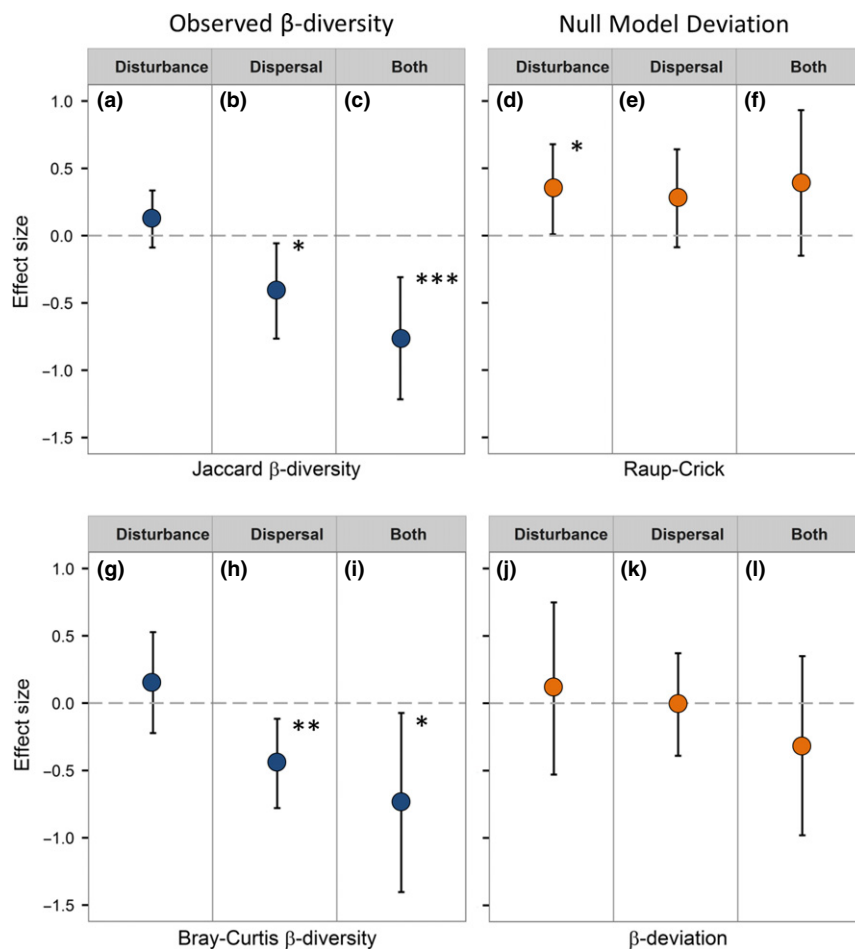 Observed β-diversity Null Model Deviation
Disturbance Dispersal Both Disturbance Dispersal Both
(a) (b) (c) (d) (e) (f)
1.0
0.5
0.0
−0.5
−1.0
−1.5
Effect size
* *** *
Jaccard β-diversity Raup-Crick
Disturbance Dispersal Both Disturbance Dispersal Both
(g) (h) (i) (j) (k) (l)
1.0
0.5
0.0
−0.5
−1.0
−1.5
Effect size
** *
Bray-Curtis β-diversity β-deviation